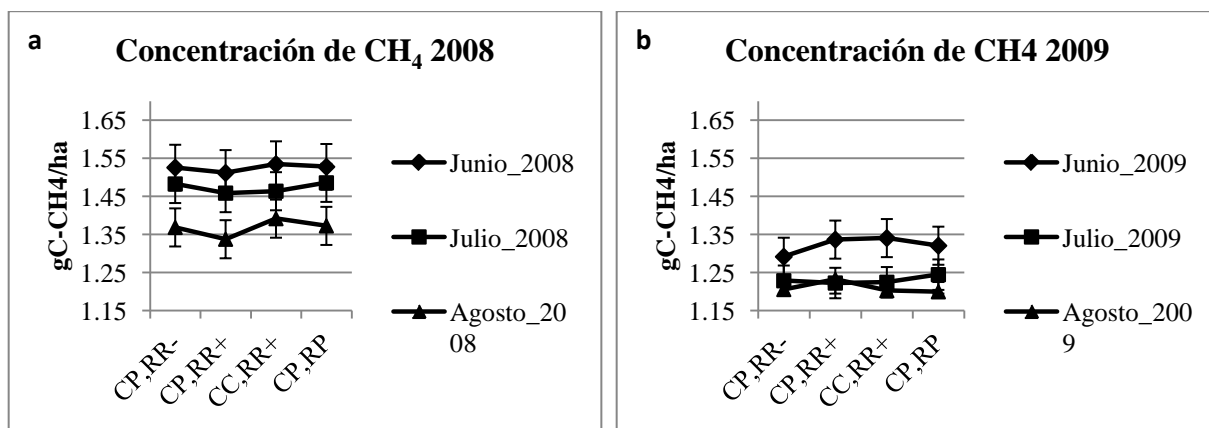 a
Concentración de CH₄ 2008
gC-CH4/ha
1.65
1.55
1.45
1.35
1.25
1.15
CP,RR-
CP,RR+
CC,RR+
CP,RP
Junio_2008
Julio_2008
Agosto_20
08
b
Concentración de CH4 2009
gC-CH4/ha
1.65
1.55
1.45
1.35
1.25
1.15
CP,RR-
CP,RR+
CC,RR+
CP,RP
Junio_2009
Julio_2009
Agosto_200
9